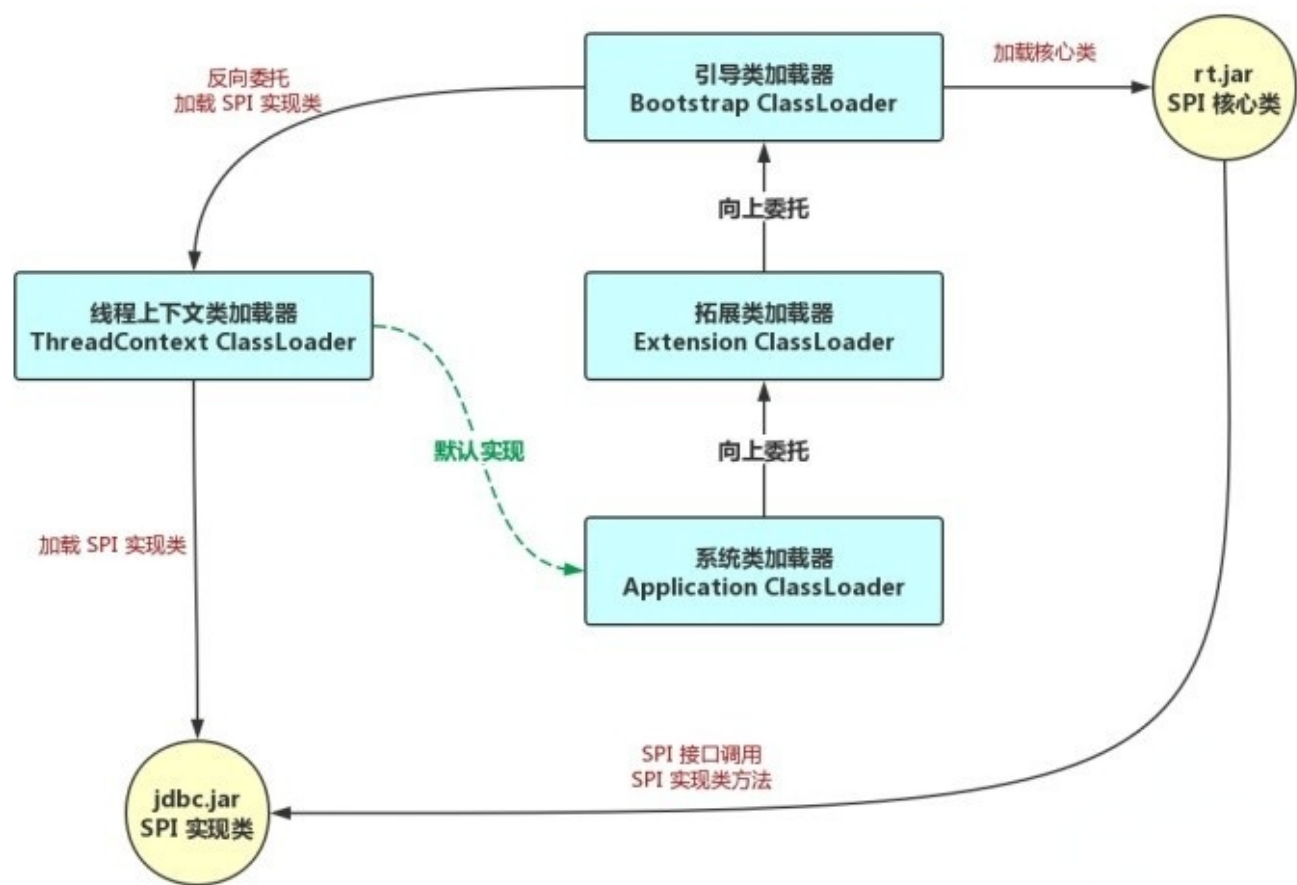 引导类加载器
Bootstrap ClassLoader
加载核心类
rt.jar
SPI 核心类
反向委托
加载 SPI 实现类
向上委托
线程上下文类加载器
ThreadContext ClassLoader
拓展类加载器
Extension ClassLoader
默认实现
向上委托
加载 SPI 实现类
系统类加载器
Application ClassLoader
SPI 接口调用
SPI 实现类方法
jdbc.jar
SPI 实现类